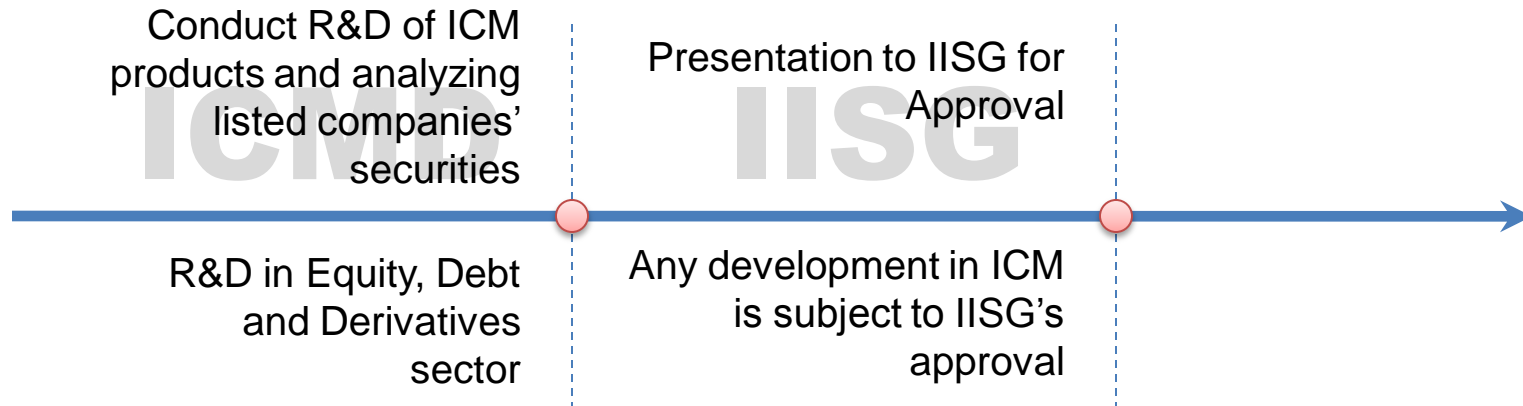 ICMD
Conduct R&D of ICM
products and analyzing
listed companies’
securities
R&D in Equity, Debt
and Derivatives
sector
IISG
Presentation to IISG for
Approval
Any development in ICM
is subject to IISG’s
approval